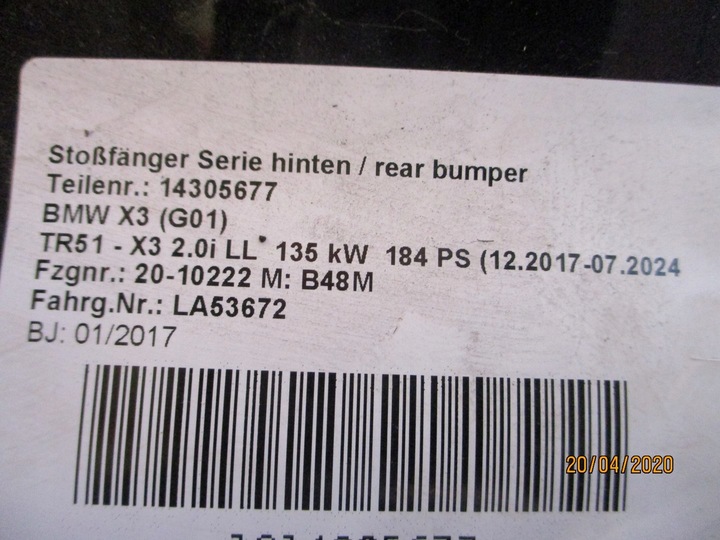 Stoßfänger Serie hinten / rear bumper
Teilenr.: 14305677
BMW X3 (G01)
TR51 - X3 2.0i LL 135 kW 184 PS (12.2017-07.2024
Fzgnr.: 20-10222 M: B48M
Fahrg.Nr.: LA53672
BJ: 01/2017
20/04/2020